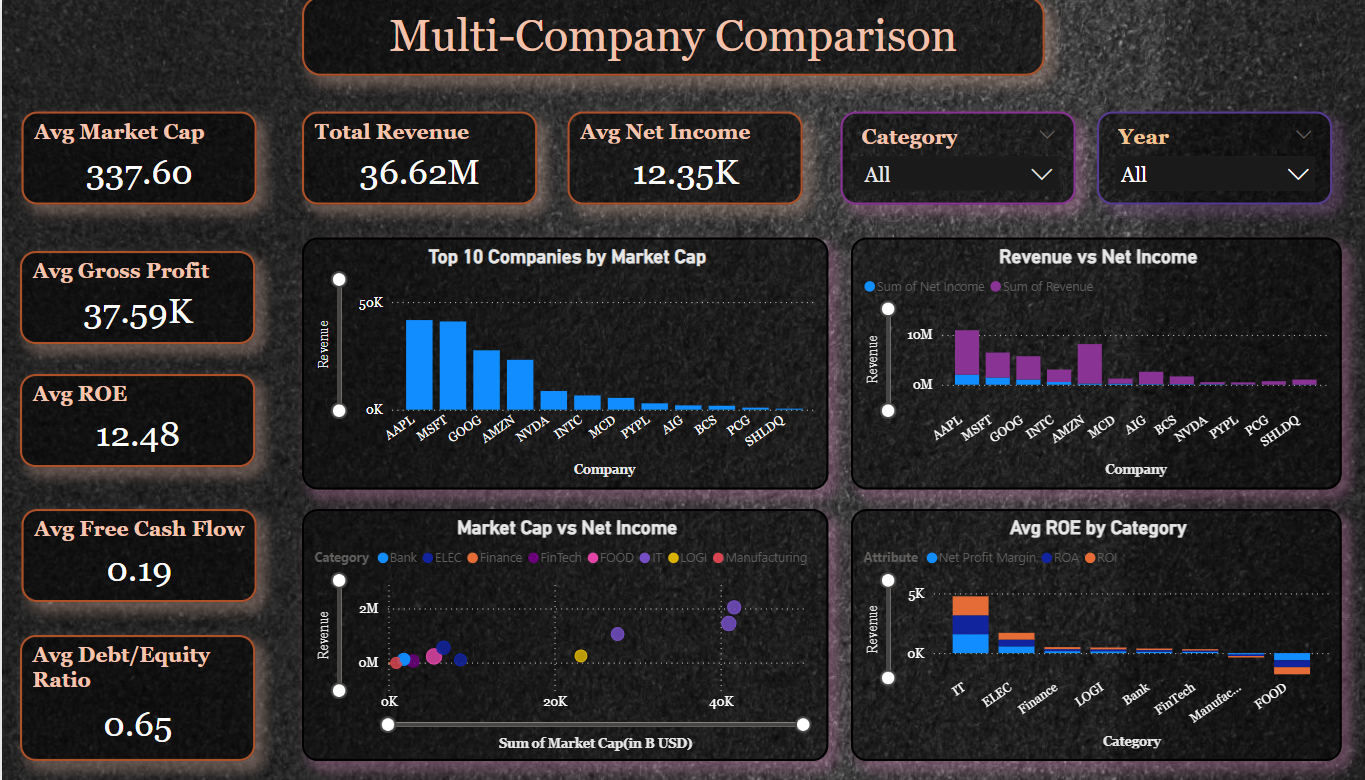 Multi-Company Comparison
Avg Market Cap
337.60
Total Revenue
36.62M
Avg Net Income
12.35K
Category
All
Year
All
Avg Gross Profit
37.59K
Avg ROE
12.48
Avg Free Cash Flow
0.19
Avg Debt/Equity
Ratio
0.65
Top 10 Companies by Market Cap
Revenue
50K
0K
AAPL
MSFT
GOOG
AMZN
NVDA
INTC
MCD
PYPL
AIG
BCS
PCG
SHLDQ
Company
Revenue vs Net Income
Sum of Net Income Sum of Revenue
Revenue
10M
0M
AAPL
MSFT
GOOG
INTC
AMZN
MCD
AIG
BCS
NVDA
PYPL
PCG
SHLDQ
Company
Market Cap vs Net Income
Category Bank ELEC Finance FinTech FOOD IT LOGI Manufacturing
Revenue
2M
0M
0K 20K 40K
Sum of Market Cap(in B USD)
Avg ROE by Category
Attribute Net Profit Margin ROA ROI
Revenue
5K
0K
IT
ELEC
Finance
LOGI
Bank
FinTech
Manufac...
FOOD
Category